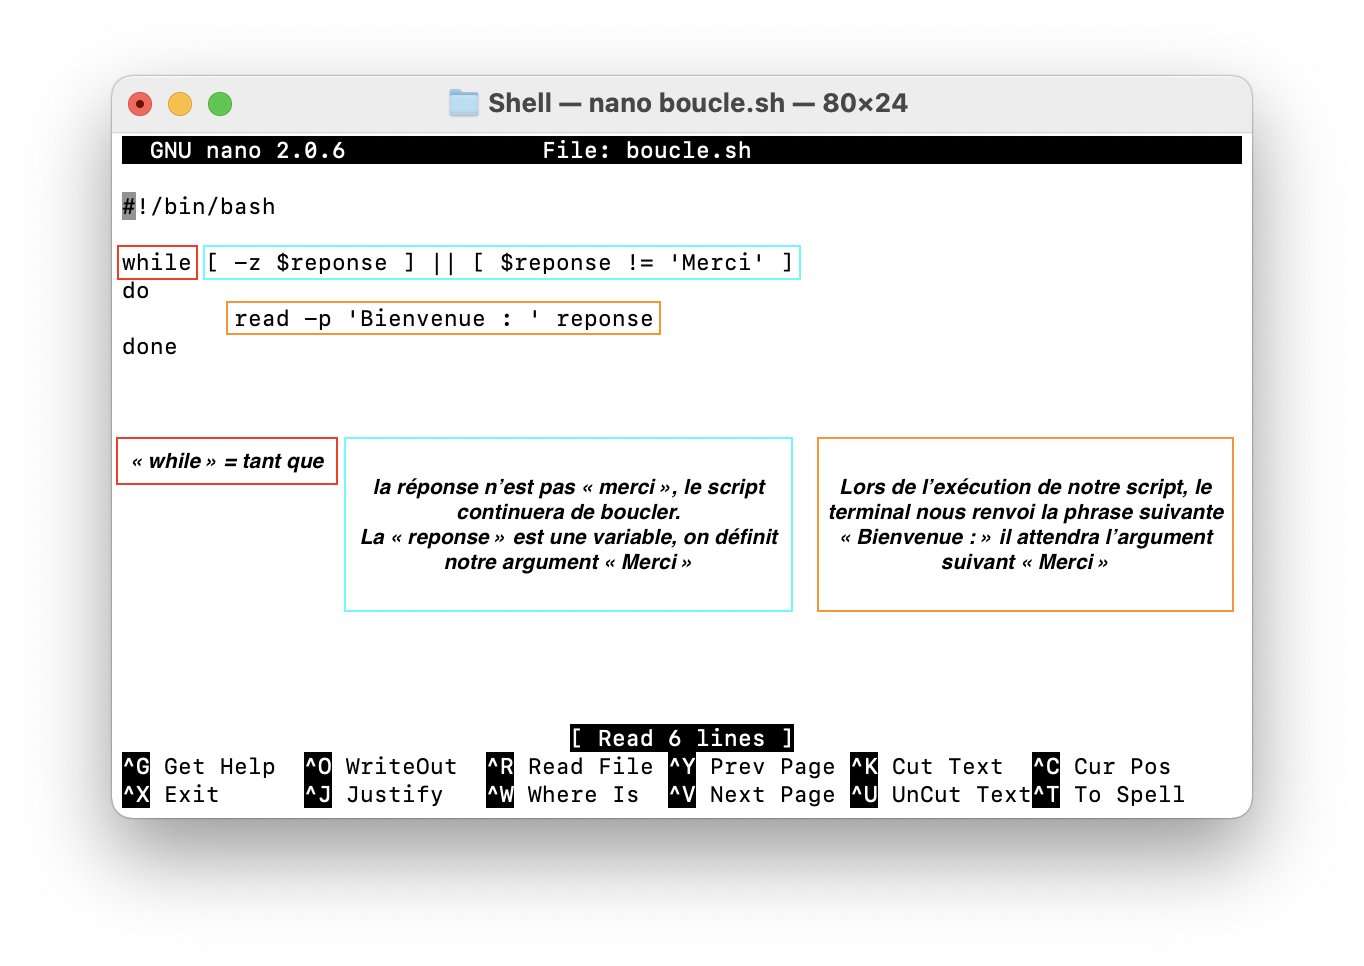 Shell — nano boucle.sh — 80×24
GNU nano 2.0.6 File: boucle.sh
#!/bin/bash
while [ -z $reponse ] || [ $reponse != 'Merci' ]
do
read -p 'Bienvenue : ' reponse
done
« while » = tant que
la réponse n’est pas « merci », le script
continuera de boucler.
La « reponse » est une variable, on définit
notre argument « Merci »
Lors de l’exécution de notre script, le
terminal nous renvoi la phrase suivante
« Bienvenue : » il attendra l’argument
suivant « Merci »
[ Read 6 lines ]
^G Get Help ^O WriteOut ^R Read File ^Y Prev Page ^K Cut Text ^C Cur Pos
^X Exit ^J Justify ^W Where Is ^V Next Page ^U UnCut Text ^T To Spell